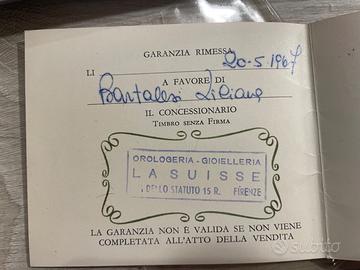 GARANZIA RIMESSA
LI 20-5-1967
A FAVORE DI
Bartalesi Liliana
IL CONCESSIONARIO
TIMBRO SENZA FIRMA
OROLOGERIA - GIOIELLERIA
LA SUISSE
DELLO STATUTO 15 R. FIRENZE
LA GARANZIA NON È VALIDA SE NON VIENE
COMPLETATA ALL'ATTO DELLA VENDITA
subito